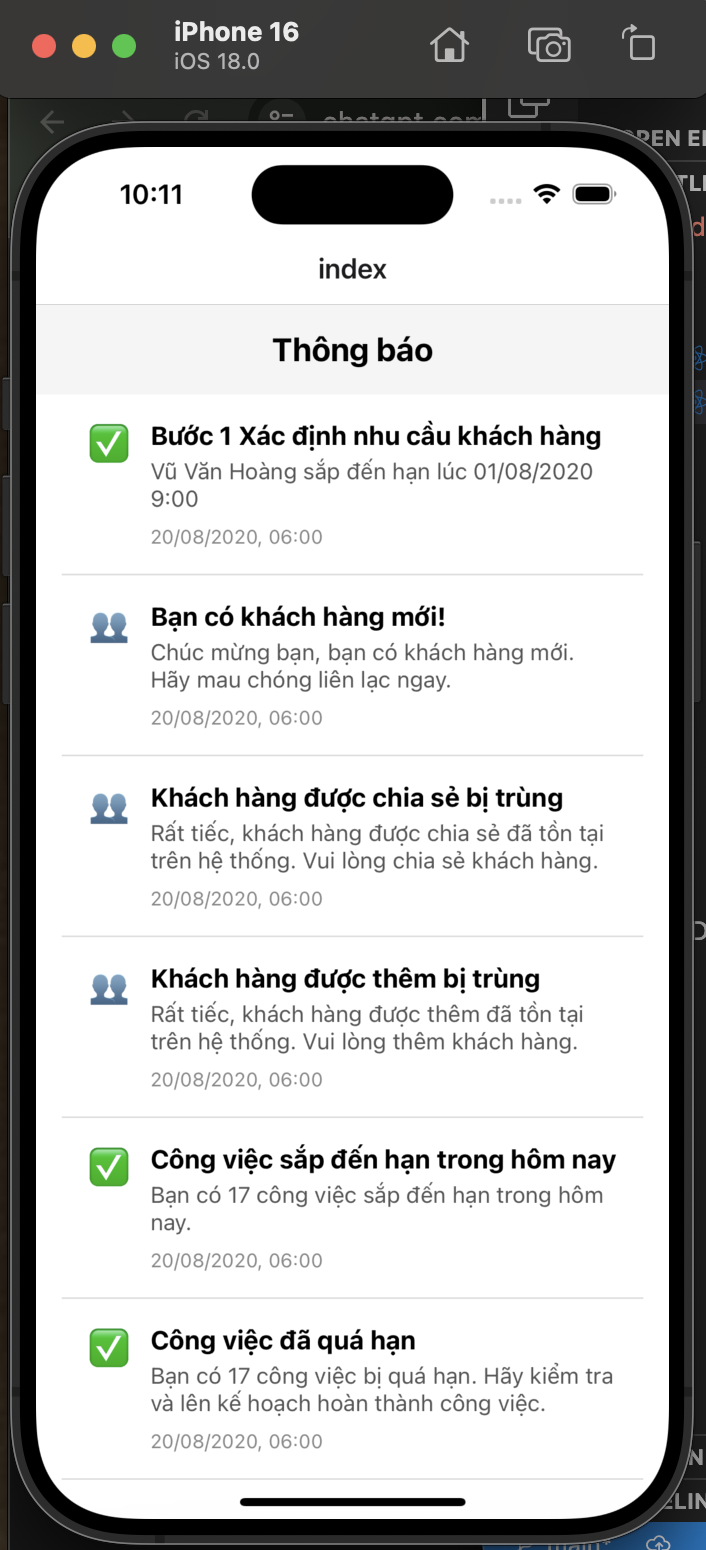 iPhone 16
iOS 18.0
10:11
index
Thông báo
Bước 1 Xác định nhu cầu khách hàng
Vũ Văn Hoàng sắp đến hạn lúc 01/08/2020
9:00
20/08/2020, 06:00
Bạn có khách hàng mới!
Chúc mừng bạn, bạn có khách hàng mới.
Hãy mau chóng liên lạc ngay.
20/08/2020, 06:00
Khách hàng được chia sẻ bị trùng
Rất tiếc, khách hàng được chia sẻ đã tồn tại
trên hệ thống. Vui lòng chia sẻ khách hàng.
20/08/2020, 06:00
Khách hàng được thêm bị trùng
Rất tiếc, khách hàng được thêm đã tồn tại
trên hệ thống. Vui lòng thêm khách hàng.
20/08/2020, 06:00
Công việc sắp đến hạn trong hôm nay
Bạn có 17 công việc sắp đến hạn trong hôm
nay.
20/08/2020, 06:00
Công việc đã quá hạn
Bạn có 17 công việc bị quá hạn. Hãy kiểm tra
và lên kế hoạch hoàn thành công việc.
20/08/2020, 06:00